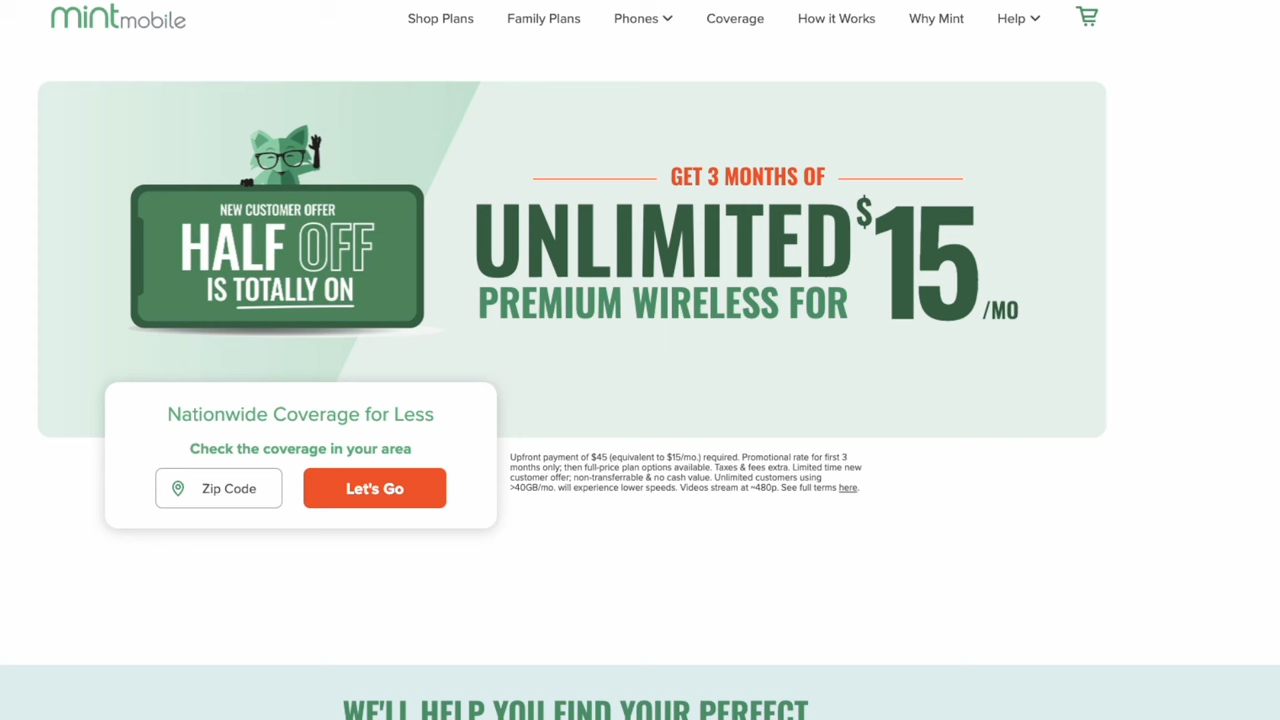 mintmobile
Shop Plans Family Plans Phones Coverage How it Works Why Mint Help
NEW CUSTOMER OFFER
HALF OFF
IS TOTALLY ON
GET 3 MONTHS OF
UNLIMITED $15
PREMIUM WIRELESS FOR /MO
Nationwide Coverage for Less
Check the coverage in your area
Zip Code Let's Go
Upfront payment of $45 (equivalent to $15/mo.) required. Promotional rate for first 3
months only; then full-price plan options available. Taxes & fees extra. Limited time new
customer offer; non-transferrable & no cash value. Unlimited customers using
>40GB/mo. will experience lower speeds. Videos stream at ~480p. See full terms here.
WE'LL HELP YOU FIND YOUR PERFECT